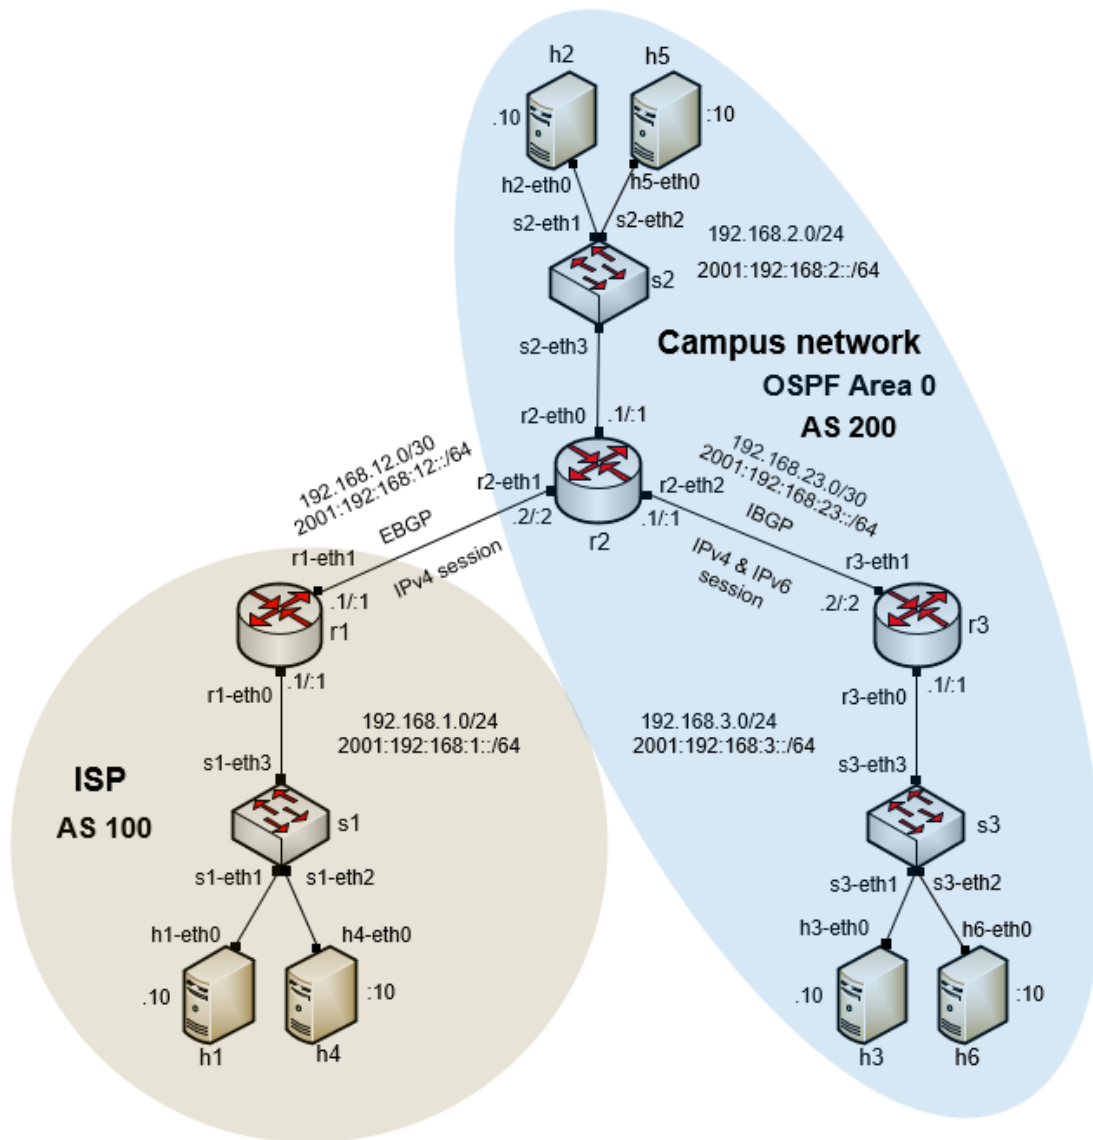 h2
h5
.10
:10
h2-eth0
h5-eth0
s2-eth1
s2-eth2
192.168.2.0/24
2001:192:168:2::/64
s2
s2-eth3
Campus network
OSPF Area 0
AS 200
r2-eth0
.1/:1
192.168.12.0/30
2001:192:168:12::/64
192.168.23.0/30
2001:192:168:23::/64
r2-eth1
r2-eth2
.2/:2
.1/:1
r2
EBGP
IPv4 session
IBGP
IPv4 & IPv6
session
r1-eth1
.1/:1
r1
r3-eth1
.2/:2
r3
r1-eth0
.1/:1
r3-eth0
.1/:1
192.168.1.0/24
2001:192:168:1::/64
192.168.3.0/24
2001:192:168:3::/64
ISP
AS 100
s1-eth3
s1
s3-eth3
s3
s1-eth1
s1-eth2
s3-eth1
s3-eth2
h1-eth0
h4-eth0
h3-eth0
h6-eth0
.10
:10
.10
:10
h1
h4
h3
h6